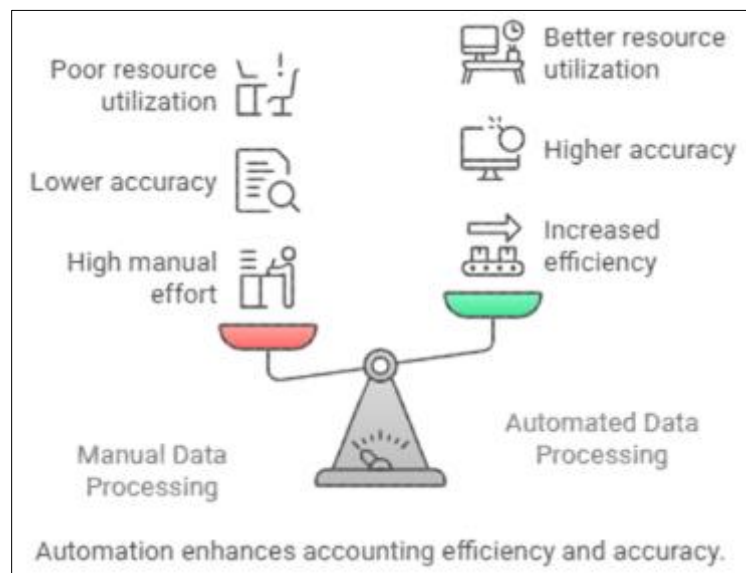 Poor resource
utilization
Lower accuracy
High manual
effort
Better resource
utilization
Higher accuracy
Increased
efficiency
Manual Data
Processing
Automated Data
Processing
Automation enhances accounting efficiency and accuracy.